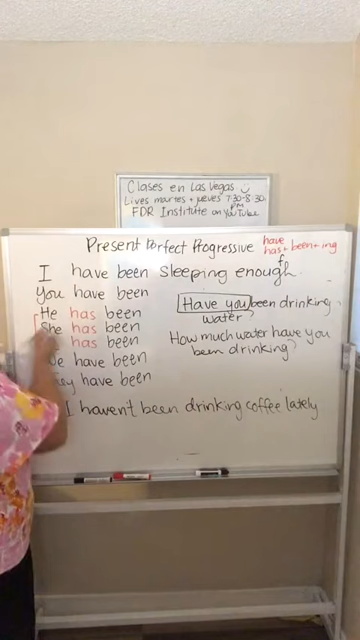 Clases en Las Vegas
Lives martes + jueves 7:30-8:30 PM
FDR Institute on YouTube
Present Perfect Progressive have has + been + ing
I have been sleeping enough. f
You have been
He has been
She has been
has been
have been
have been
Have you been drinking water?
How much water have you been drinking?
I haven't been drinking coffee lately